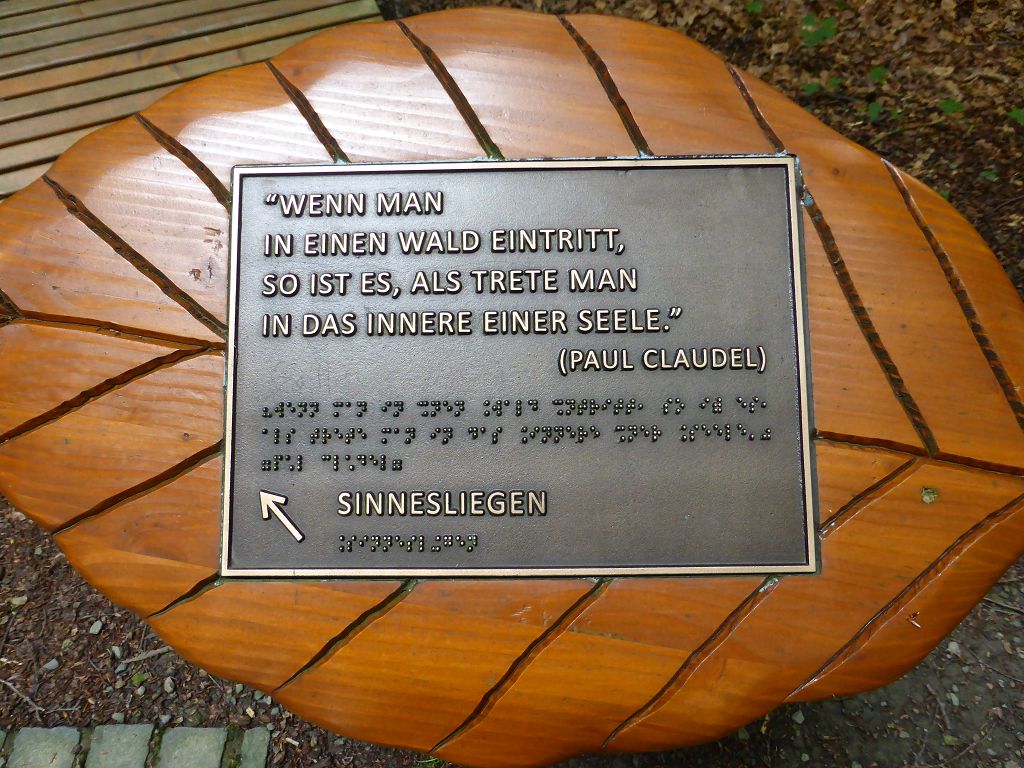 “WENN MAN
IN EINEN WALD EINTRITT,
SO IST ES, ALS TRETE MAN
IN DAS INNERE EINER SEELE.”
(PAUL CLAUDEL)
SINNESLIEGEN